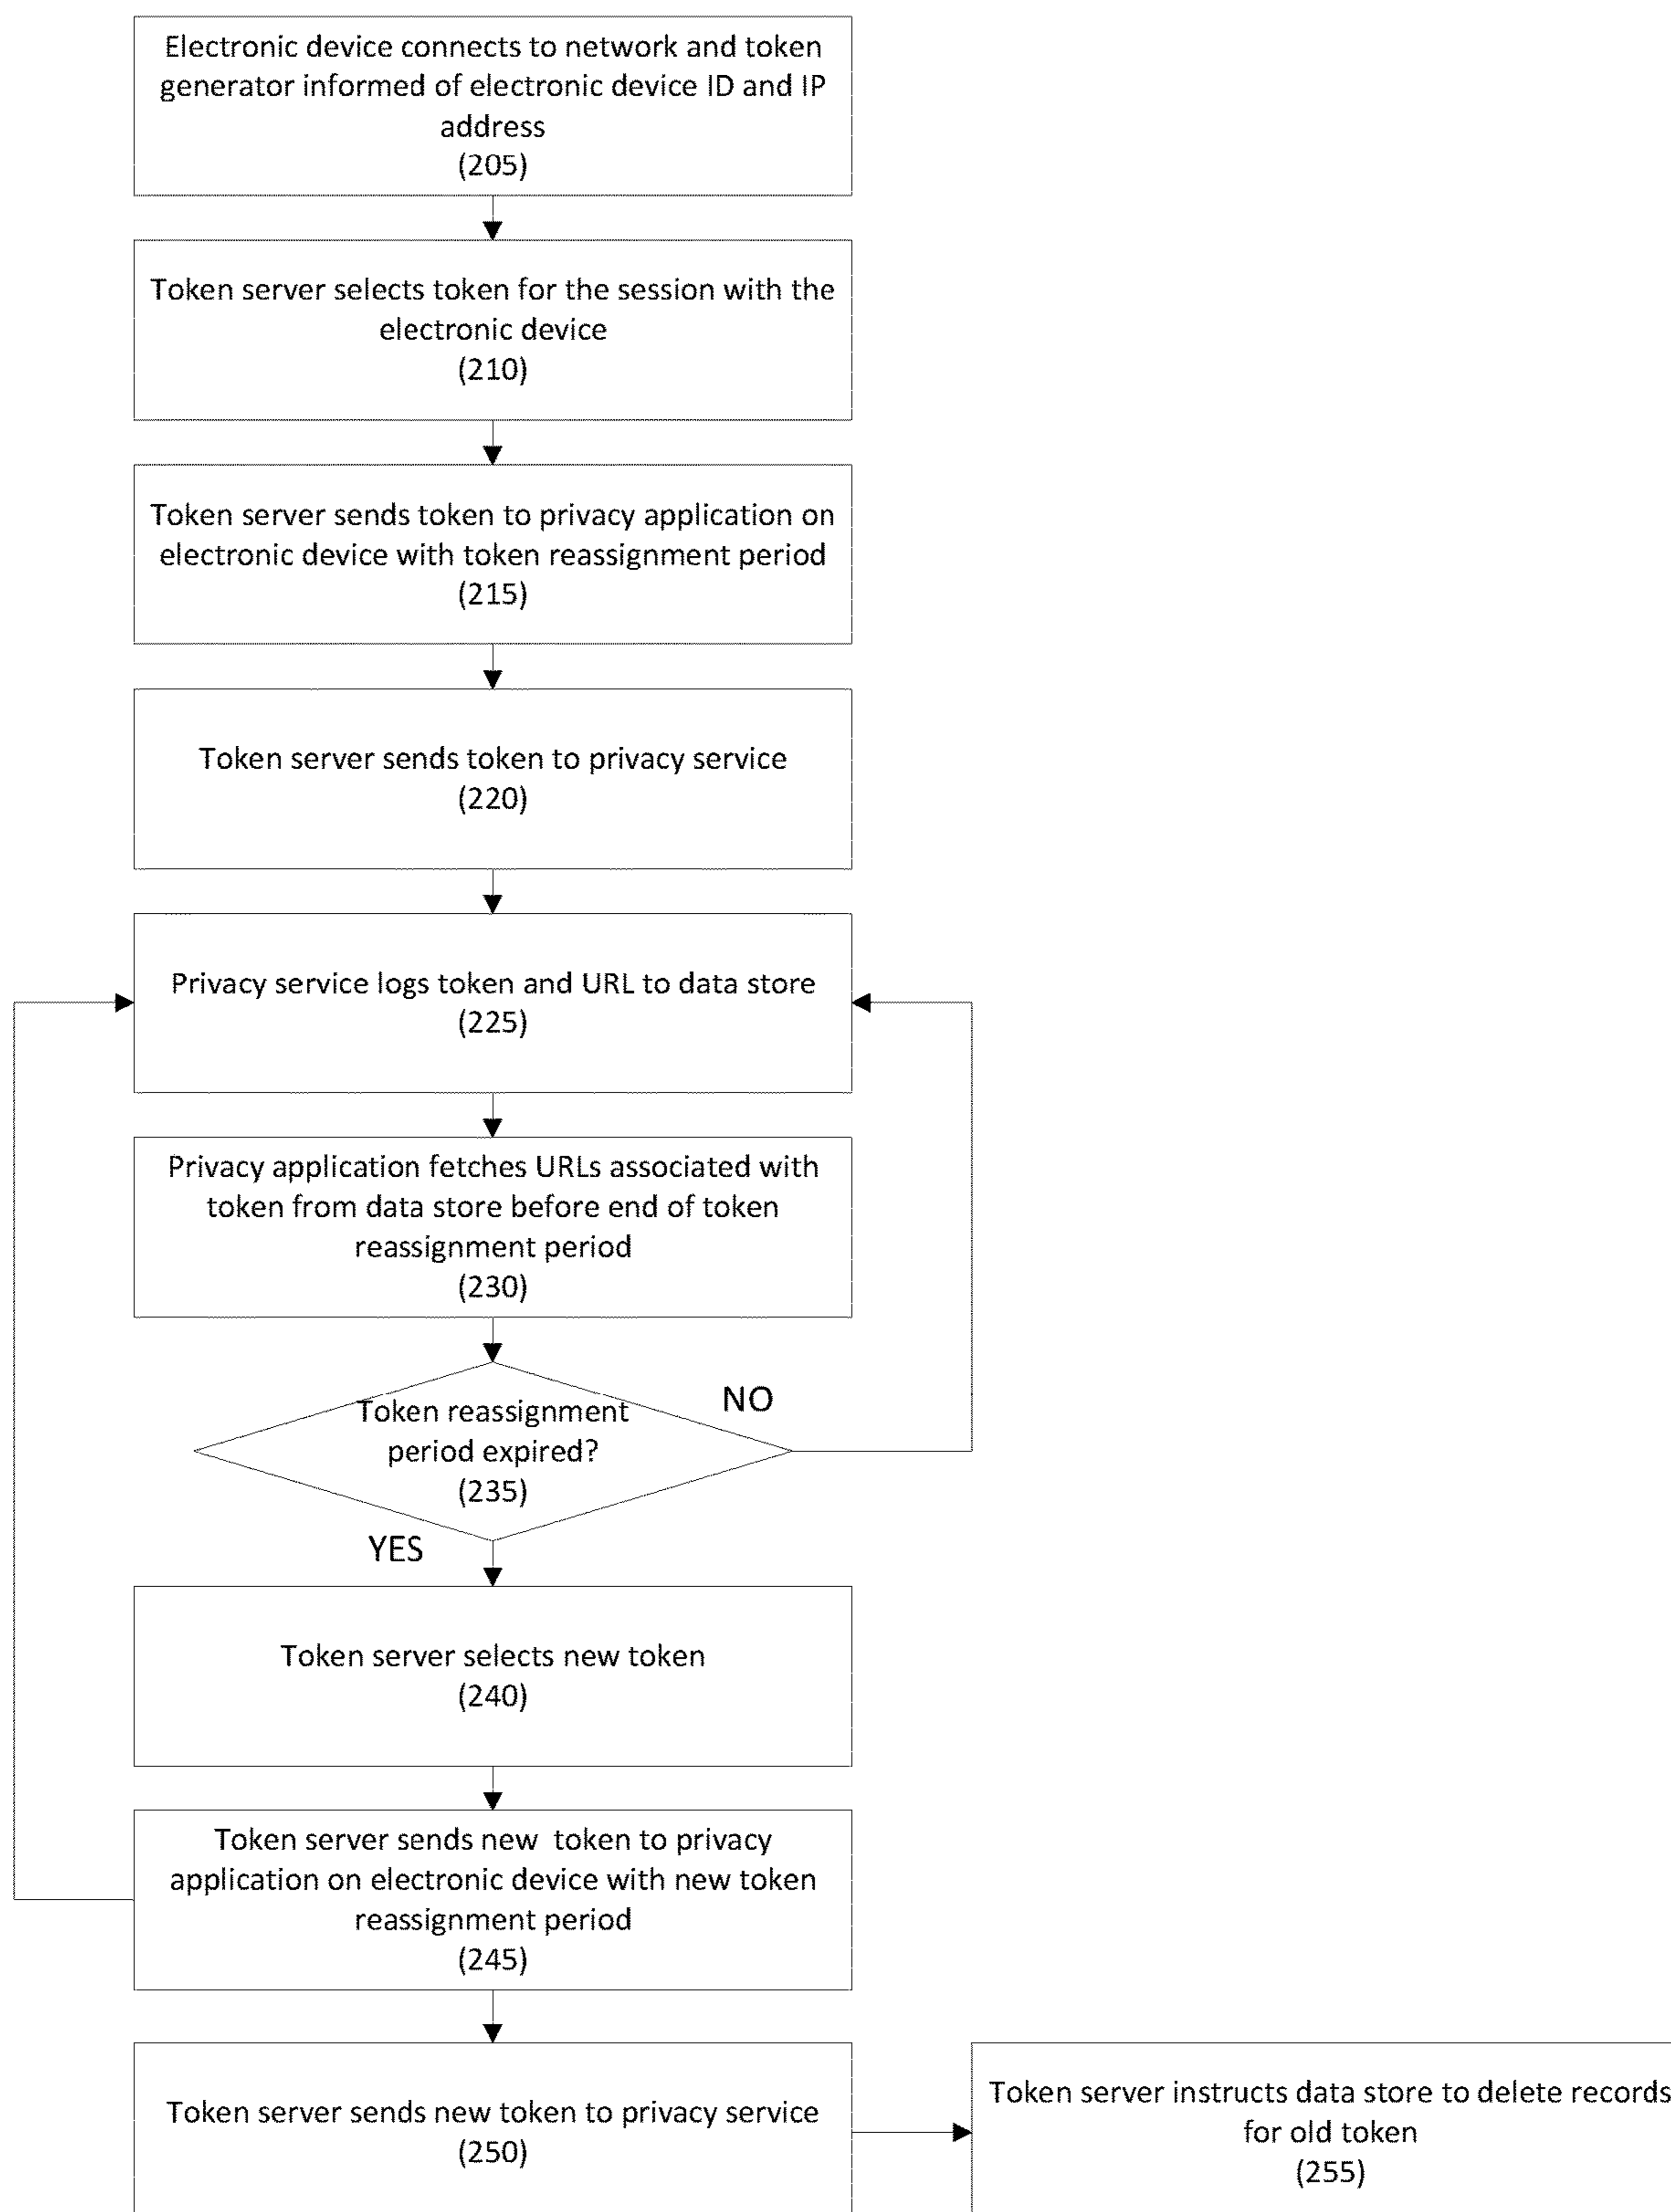 Electronic device connects to network and token
generator informed of electronic device ID and IP
address
(205)
Token server selects token for the session with the
electronic device
(210)
Token server sends token to privacy application on
electronic device with token reassignment period
(215)
Token server sends token to privacy service
(220)
Privacy service logs token and URL to data store
(225)
Privacy application fetches URLs associated with
token from data store before end of token
reassignment period
(230)
NO
Token reassignment
period expired?
(235)
YES
Token server selects new token
(240)
Token server sends new token to privacy
application on electronic device with new token
reassignment period
(245)
Token server sends new token to privacy service
(250)
Token server instructs data store to delete records
for old token
(255)